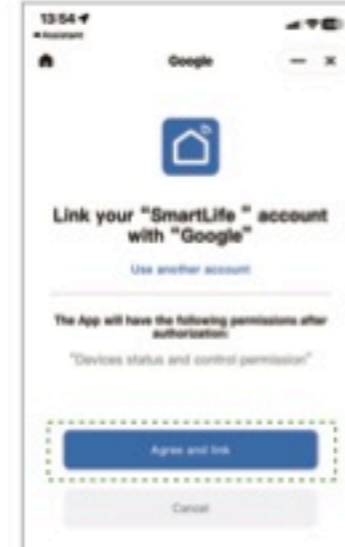 13:54
Assistant
Google
Link your "SmartLife " account
with "Google"
Use another account
The App will have the following permissions after
authorization:
"Devices status and control permission"
Agree and link
Cancel